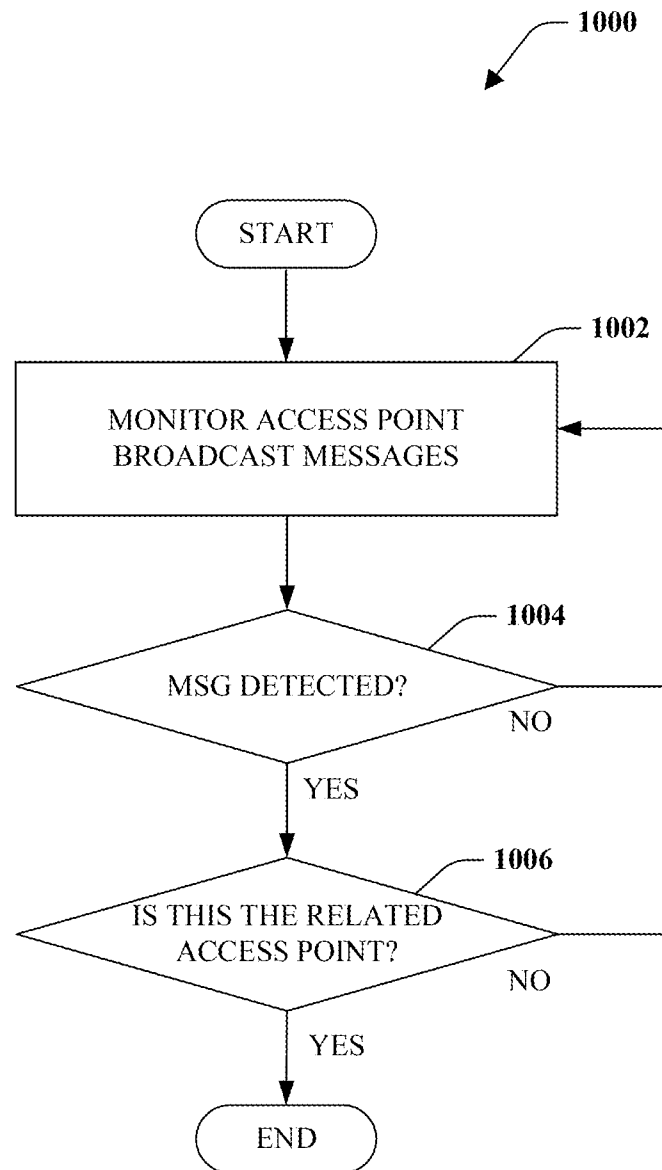 1000
START
1002
MONITOR ACCESS POINT
BROADCAST MESSAGES
1004
MSG DETECTED?
NO
YES
1006
IS THIS THE RELATED
ACCESS POINT?
NO
YES
END